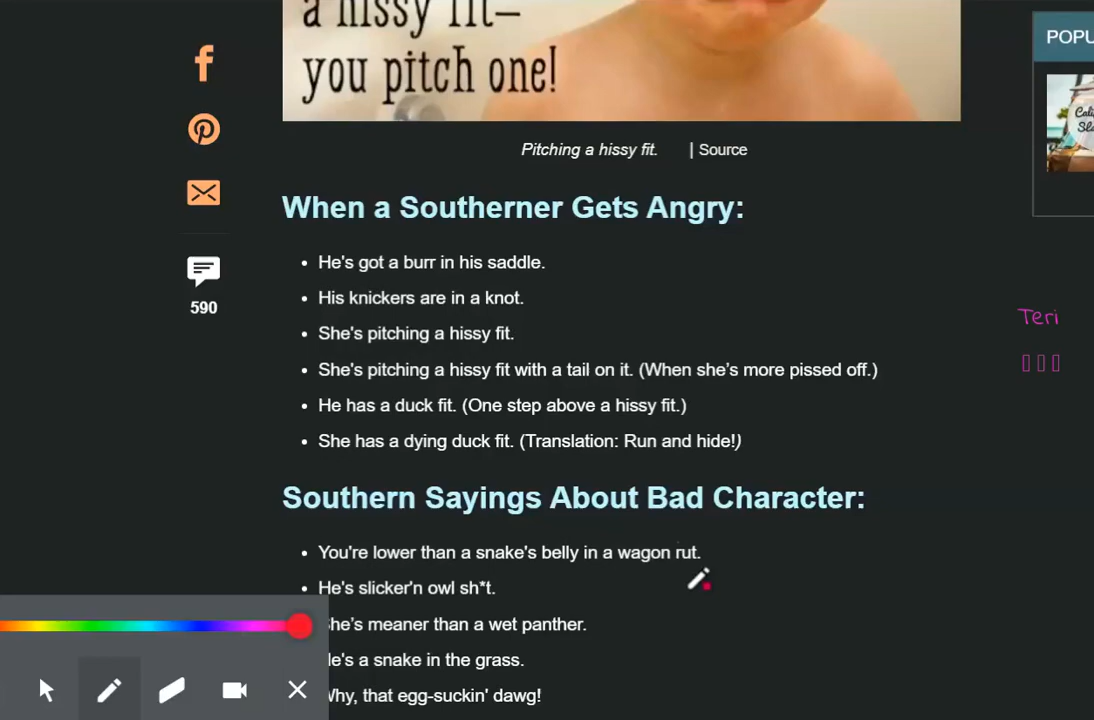 a hissy fit–
you pitch one!
POPU
Pitching a hissy fit. | Source
When a Southerner Gets Angry:
• He's got a burr in his saddle.
• His knickers are in a knot.
590
• She's pitching a hissy fit.
Teri
• She's pitching a hissy fit with a tail on it. (When she's more pissed off.)
• He has a duck fit. (One step above a hissy fit.)
• She has a dying duck fit. (Translation: Run and hide!)
Southern Sayings About Bad Character:
• You're lower than a snake's belly in a wagon rut.
• He's slicker'n owl sh*t.
She's meaner than a wet panther.
He's a snake in the grass.
Why, that egg-suckin' dawg!